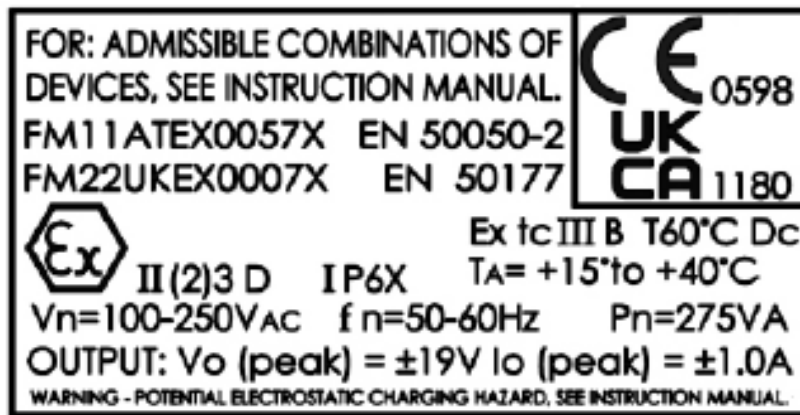 FOR: ADMISSIBLE COMBINATIONS OF
DEVICES, SEE INSTRUCTION MANUAL.
CE 0598
FM11ATEX0057X EN 50050-2
FM22UKEX0007X EN 50177
UK
CA 1180
Ex II (2)3 D IP6X
Ex tc III B T60°C Dc
TA= +15°to +40°C
Vn=100-250VAC fn=50-60Hz Pn=275VA
OUTPUT: Vo (peak) = ±19V Io (peak) = ±1.0A
WARNING - POTENTIAL ELECTROSTATIC CHARGING HAZARD, SEE INSTRUCTION MANUAL.